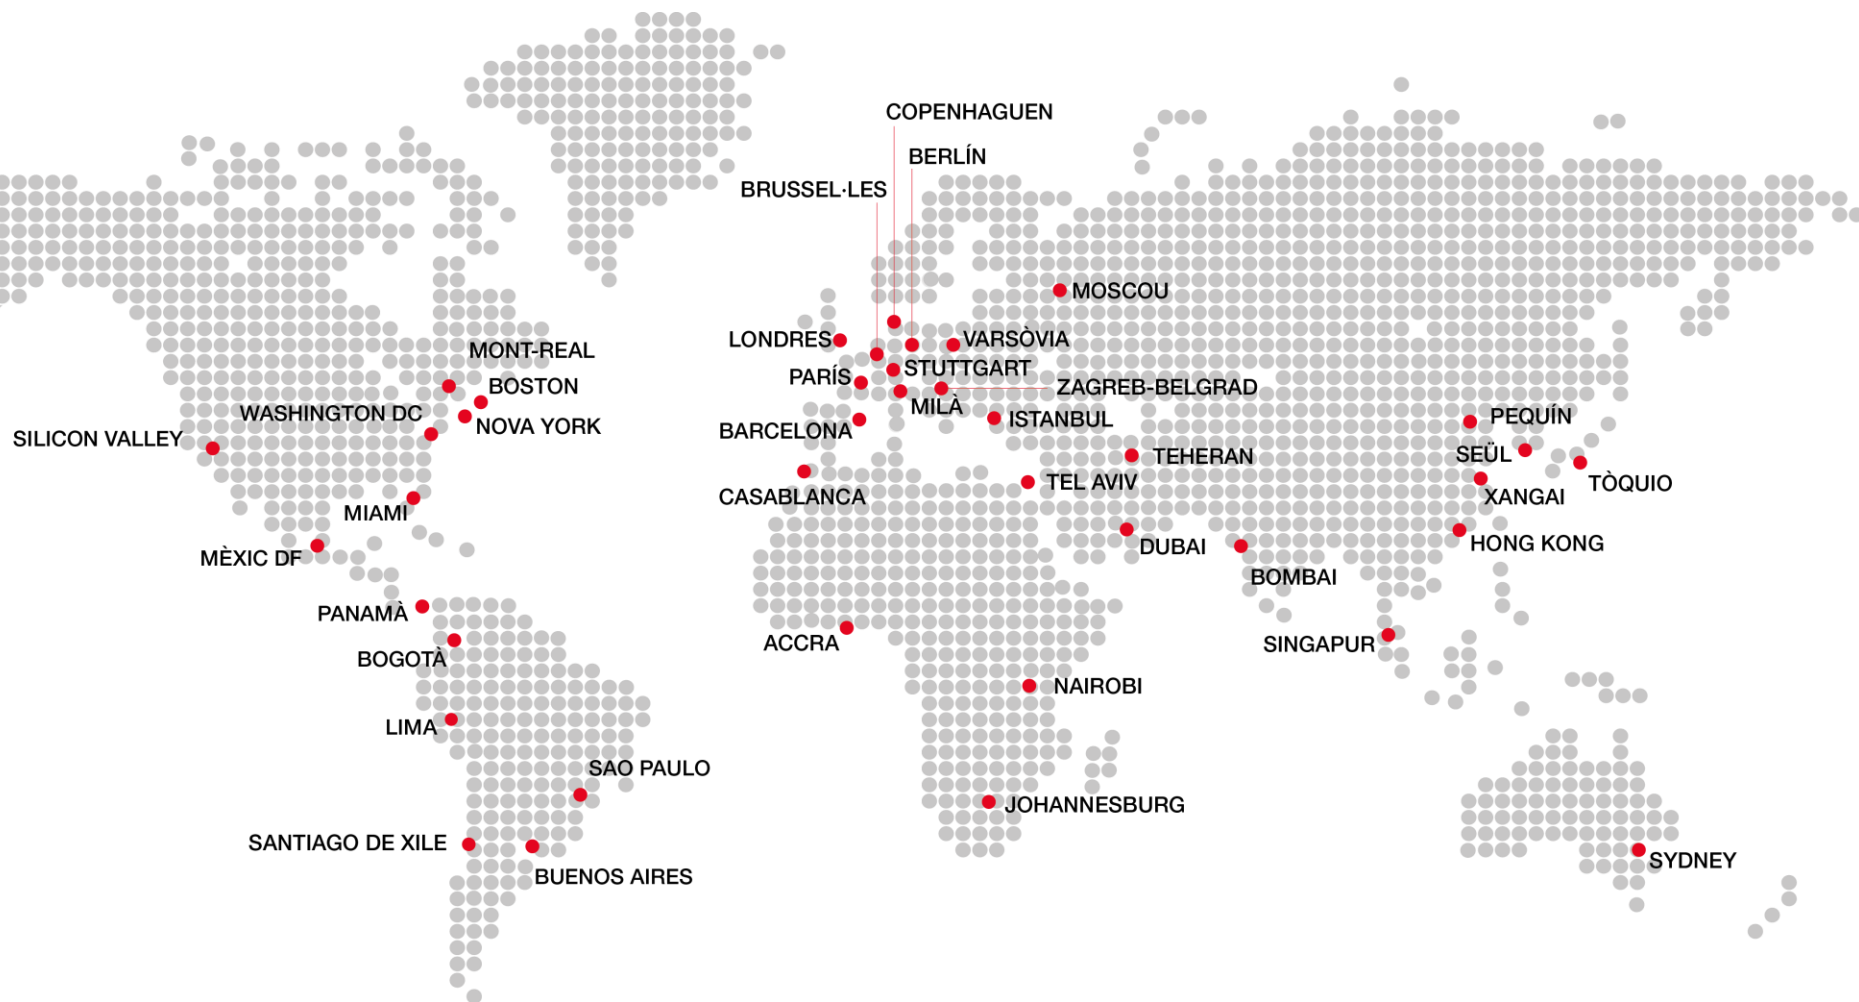 COPENHAGUEN
BERLÍN
BRUSSEL·LES
MOSCOU
LONDRES
VARSÒVIA
MONT-REAL
STUTTGART
PARÍS
BOSTON
ZAGREB-BELGRAD
MILÀ
WASHINGTON DC
PEQUÍN
ISTANBUL
NOVA YORK
BARCELONA
SILICON VALLEY
SEÜL
TEHERAN
TEL AVIV
TÒQUIO
CASABLANCA
XANGAI
MIAMI
HONG KONG
DUBAI
MÈXIC DF
BOMBAI
PANAMÀ
ACCRA
SINGAPUR
BOGOTÀ
NAIROBI
LIMA
SAO PAULO
JOHANNESBURG
SANTIAGO DE XILE
SYDNEY
BUENOS AIRES